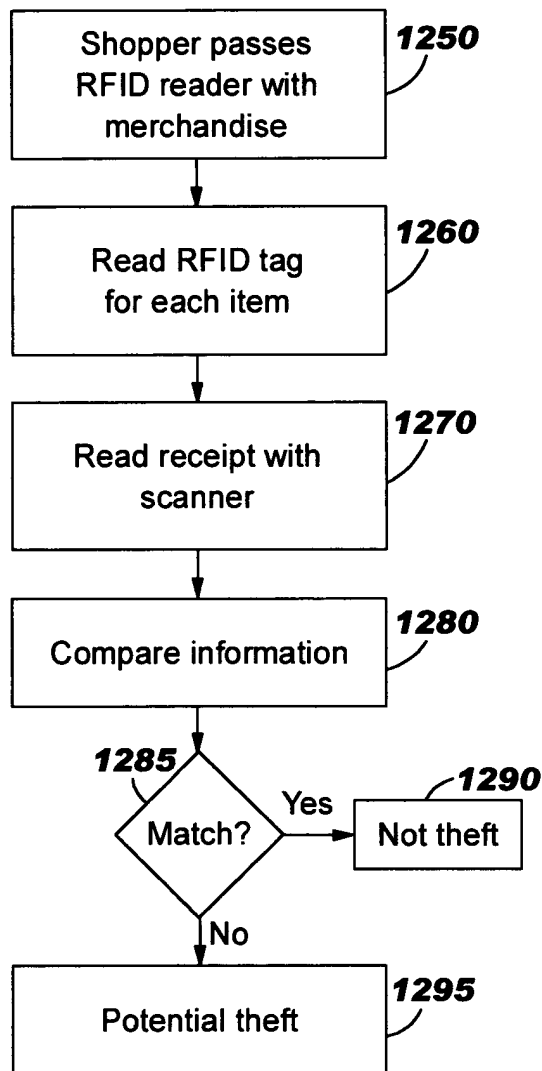 Shopper passes
RFID reader with
merchandise
1250
Read RFID tag
for each item
1260
Read receipt with
scanner
1270
Compare information
1280
1285
Match?
Yes
1290
Not theft
No
Potential theft
1295